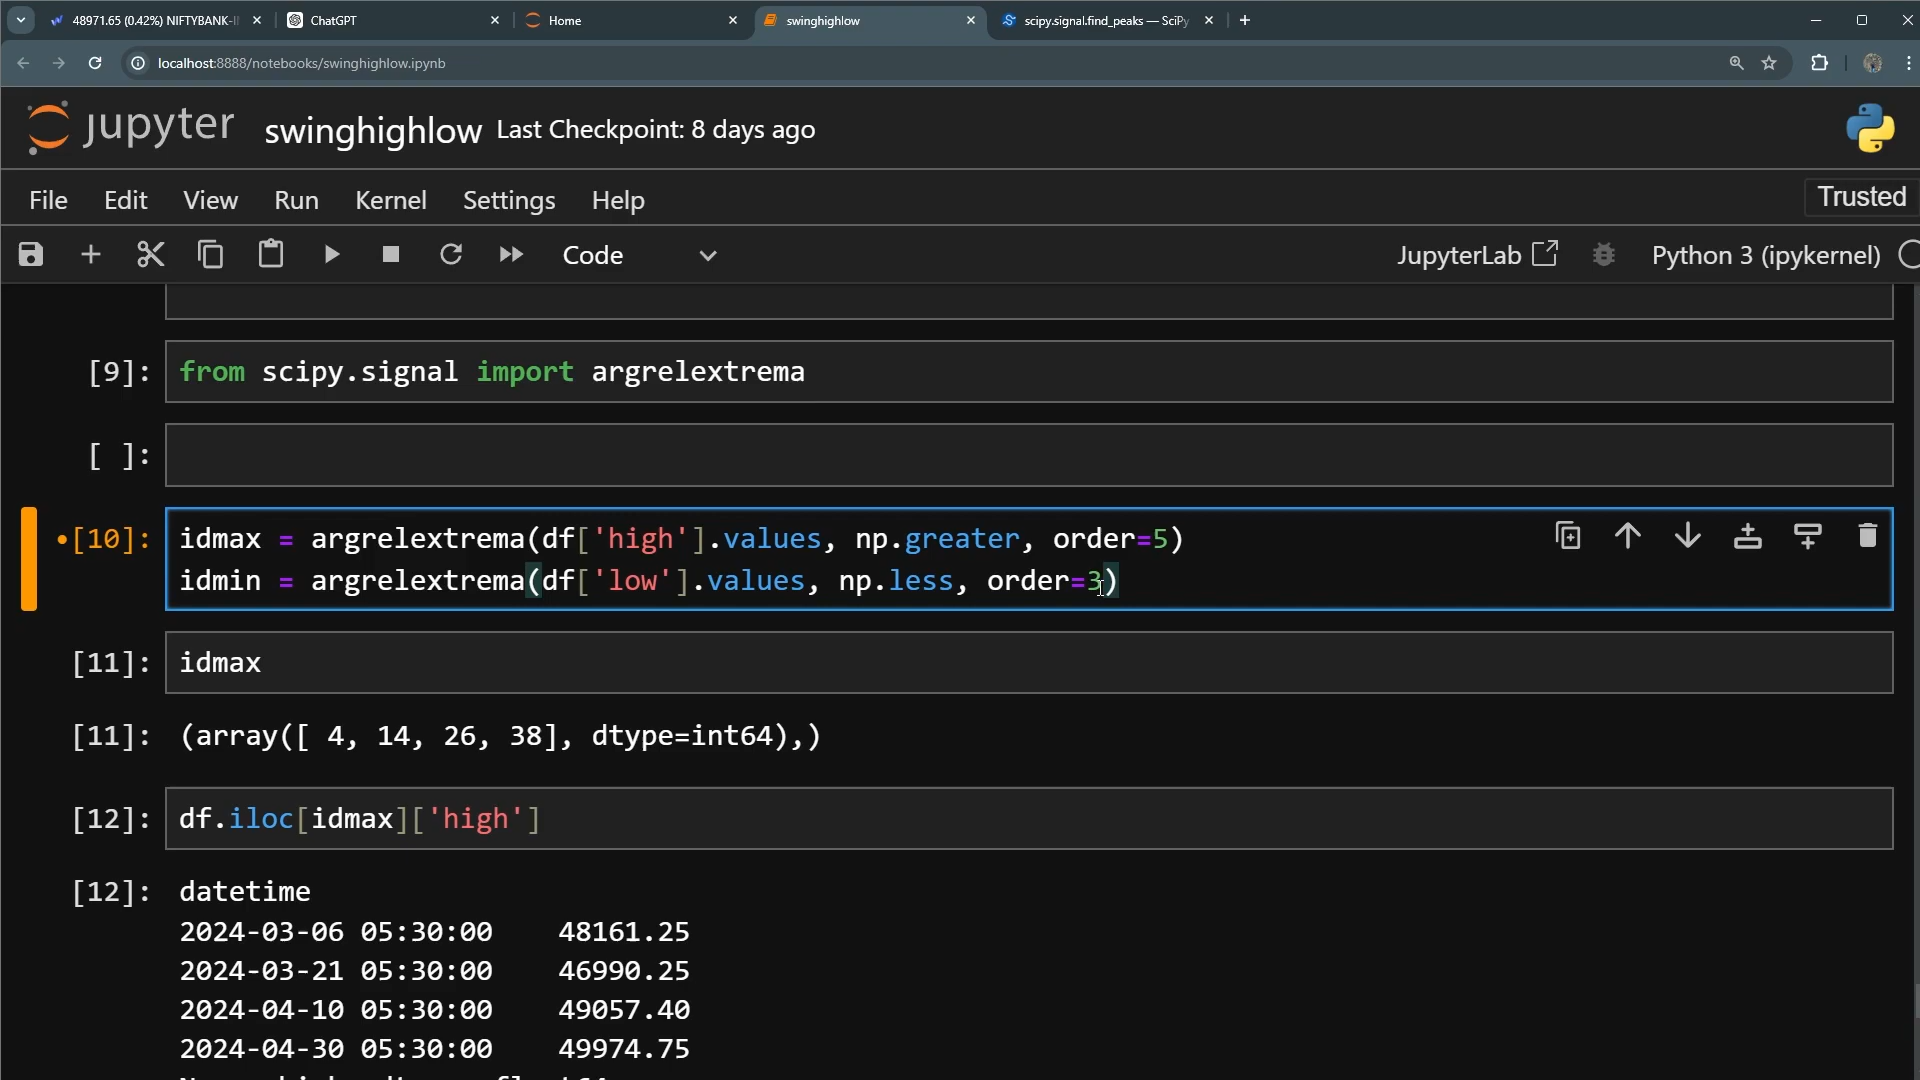 48971.65 (0.42%) NIFTYBANK-I
ChatGPT
Home
swinghighlow
scipy.signal.find_peaks — SciPy
localhost:8888/notebooks/swinghighlow.ipynb
jupyter swinghighlow Last Checkpoint: 8 days ago
File Edit View Run Kernel Settings Help Trusted
Code JupyterLab Python 3 (ipykernel)
[9]: from scipy.signal import argrelextrema
[ ]:
•[10]: idmax = argrelextrema(df['high'].values, np.greater, order=5)
idmin = argrelextrema(df['low'].values, np.less, order=3)
[11]: idmax
[11]: (array([ 4, 14, 26, 38], dtype=int64),)
[12]: df.iloc[idmax]['high']
[12]: datetime
2024-03-06 05:30:00 48161.25
2024-03-21 05:30:00 46990.25
2024-04-10 05:30:00 49057.40
2024-04-30 05:30:00 49974.75